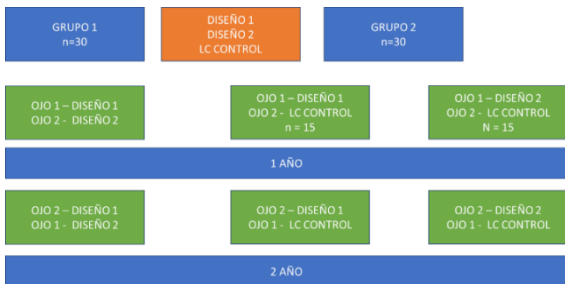 GRUPO 1
n=30
DISEÑO 1
DISEÑO 2
LC CONTROL
GRUPO 2
n=30
OJO 1 – DISEÑO 1
OJO 2 - DISEÑO 2
OJO 1 – DISEÑO 1
OJO 2 - LC CONTROL
n = 15
OJO 1 – DISEÑO 2
OJO 2 - LC CONTROL
N = 15
1 AÑO
OJO 2 – DISEÑO 1
OJO 1 - DISEÑO 2
OJO 2 – DISEÑO 1
OJO 1 - LC CONTROL
OJO 2 – DISEÑO 2
OJO 1 - LC CONTROL
2 AÑO